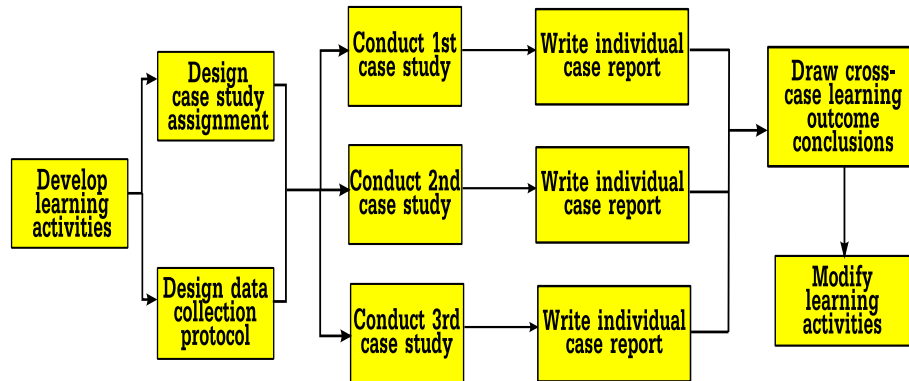 Develop
learning
activities
Design
case study
assignment
Design data
collection
protocol
Conduct 1st
case study
Write individual
case report
Conduct 2nd
case study
Write individual
case report
Conduct 3rd
case study
Write individual
case report
Draw cross-
case learning
outcome
conclusions
Modify
learning
activities